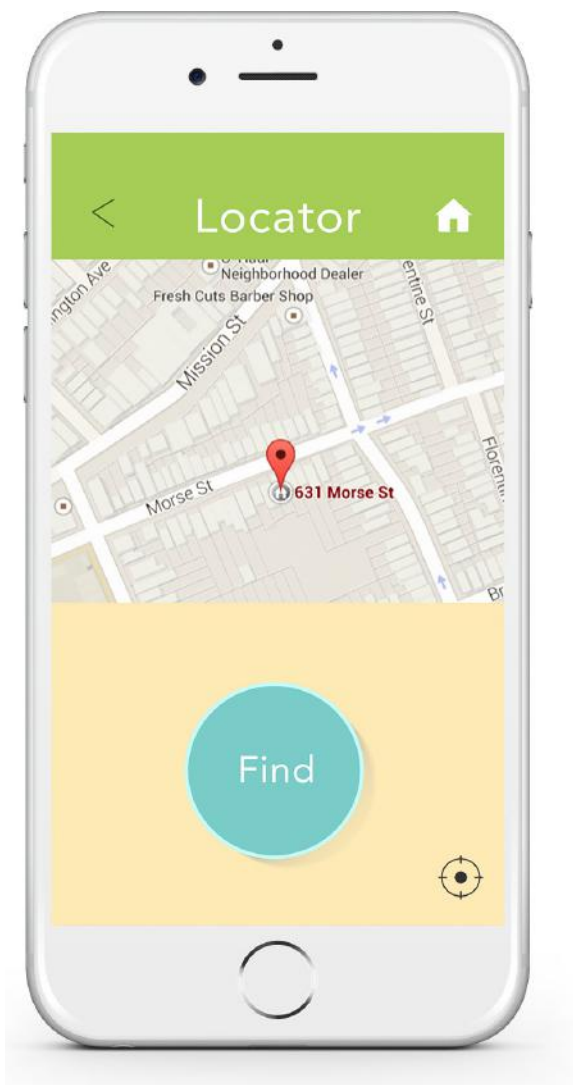 Locator
Neighborhood Dealer
Fresh Cuts Barber Shop
Mission St
Morse St
631 Morse St
Find